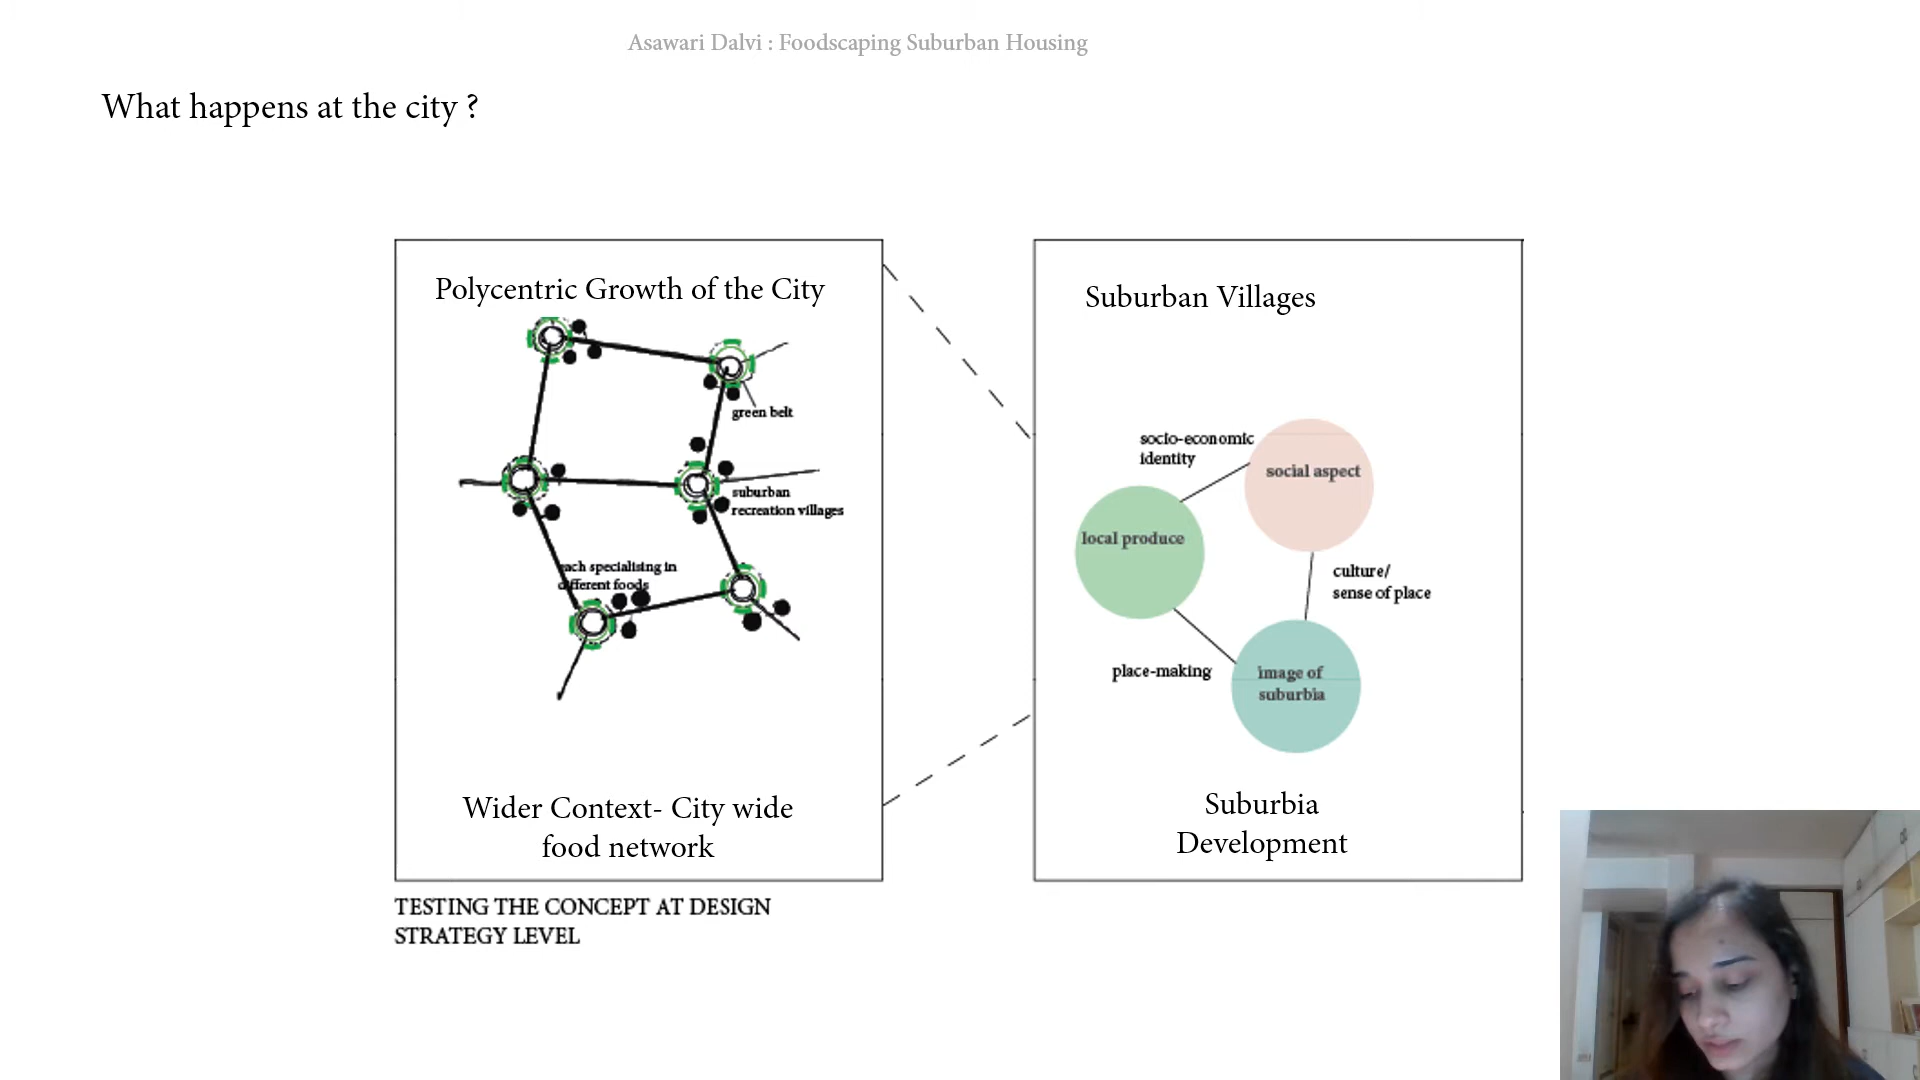 Asawari Dalvi : Foodscaping Suburban Housing
What happens at the city ?
Polycentric Growth of the City
green belt
suburban
recreation villages
each specialising in
different foods
Wider Context- City wide
food network
TESTING THE CONCEPT AT DESIGN
STRATEGY LEVEL
Suburban Villages
socio-economic
identity
social aspect
local produce
culture/
sense of place
place-making
image of
suburbia
Suburbia
Development